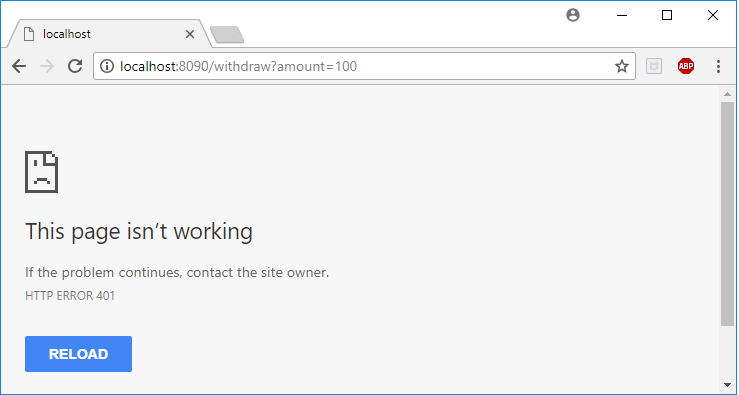 localhost
localhost:8090/withdraw?amount=100
ABP
This page isn’t working
If the problem continues, contact the site owner.
HTTP ERROR 401
RELOAD